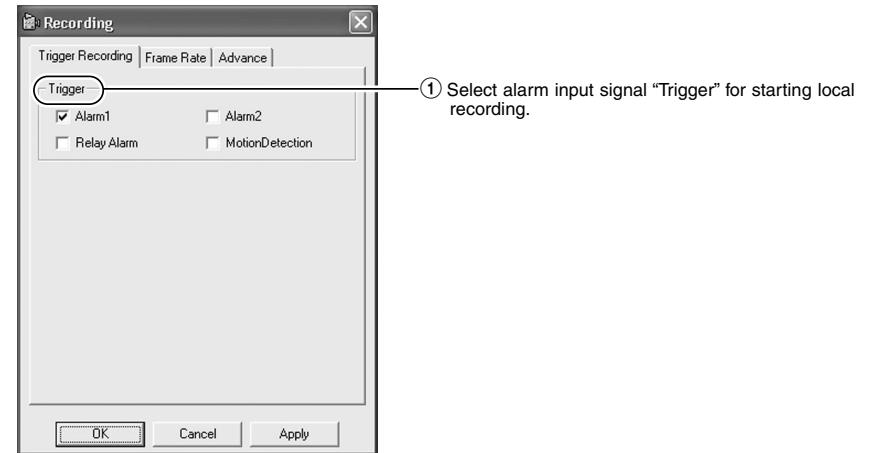 Recording
Trigger Recording Frame Rate Advance
Trigger
Alarm1 Alarm2
Relay Alarm MotionDetection
OK Cancel Apply
① Select alarm input signal “Trigger” for starting local
recording.